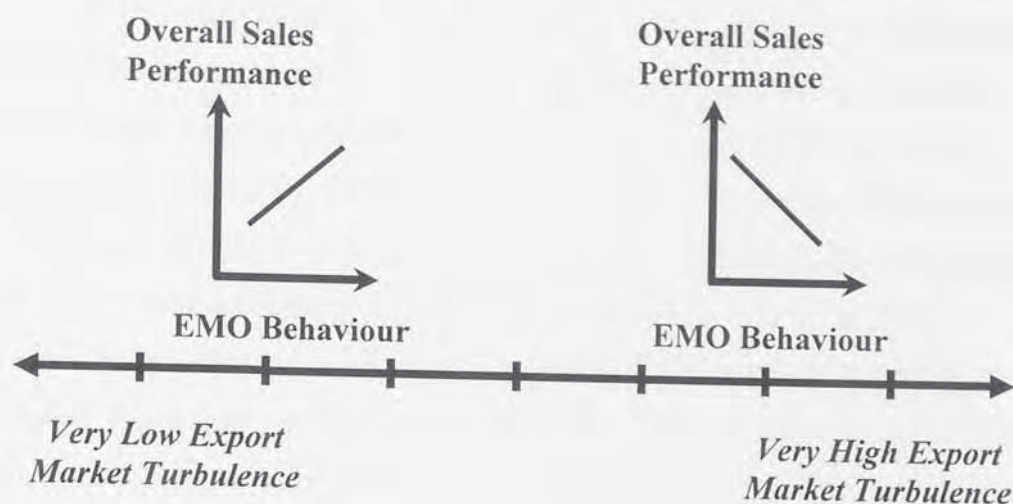 Overall Sales
Performance
EMO Behaviour
Overall Sales
Performance
EMO Behaviour
Very Low Export
Market Turbulence
Very High Export
Market Turbulence